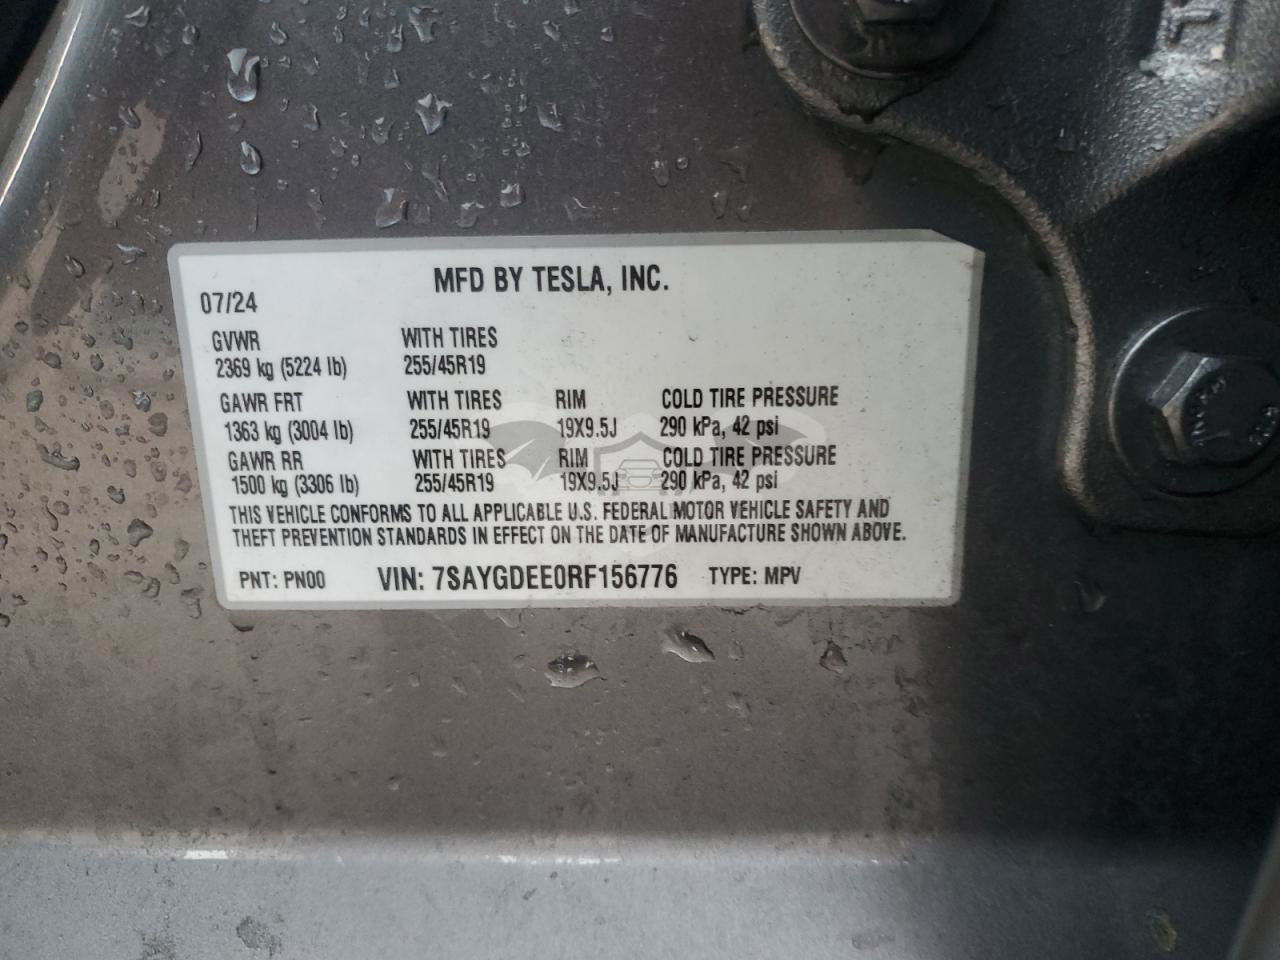 MFD BY TESLA, INC.
07/24
GVWR WITH TIRES
2369 kg (5224 lb) 255/45R19
GAWR FRT WITH TIRES RIM COLD TIRE PRESSURE
1363 kg (3004 lb) 255/45R19 19X9.5J 290 kPa, 42 psi
GAWR RR WITH TIRES RIM COLD TIRE PRESSURE
1500 kg (3306 lb) 255/45R19 19X9.5J 290 kPa, 42 psi
THIS VEHICLE CONFORMS TO ALL APPLICABLE U.S. FEDERAL MOTOR VEHICLE SAFETY AND
THEFT PREVENTION STANDARDS IN EFFECT ON THE DATE OF MANUFACTURE SHOWN ABOVE.
PNT: PN00 VIN: 7SAYGDEE0RF156776 TYPE: MPV